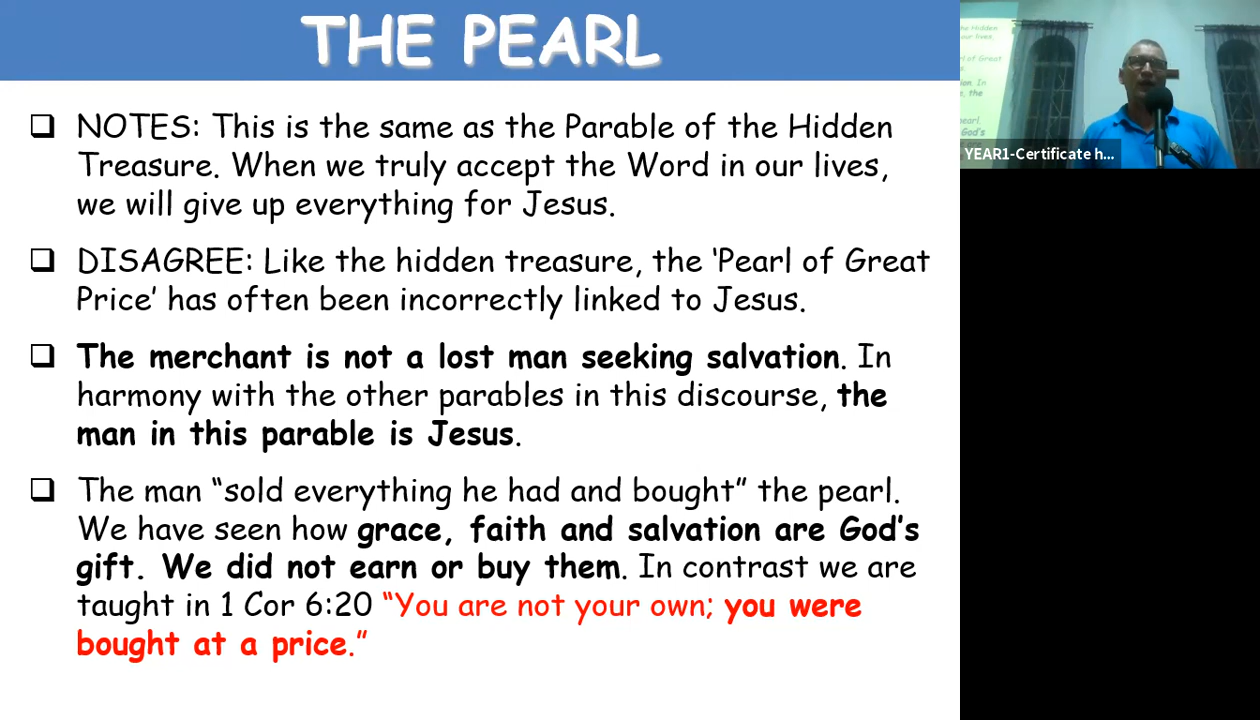 THE PEARL
NOTES: This is the same as the Parable of the Hidden
Treasure. When we truly accept the Word in our lives,
we will give up everything for Jesus.
DISAGREE: Like the hidden treasure, the ‘Pearl of Great
Price’ has often been incorrectly linked to Jesus.
The merchant is not a lost man seeking salvation. In
harmony with the other parables in this discourse, the
man in this parable is Jesus.
The man “sold everything he had and bought” the pearl.
We have seen how grace, faith and salvation are God’s
gift. We did not earn or buy them. In contrast we are
taught in 1 Cor 6:20 “You are not your own; you were
bought at a price.”
YEAR1-Certificate h...